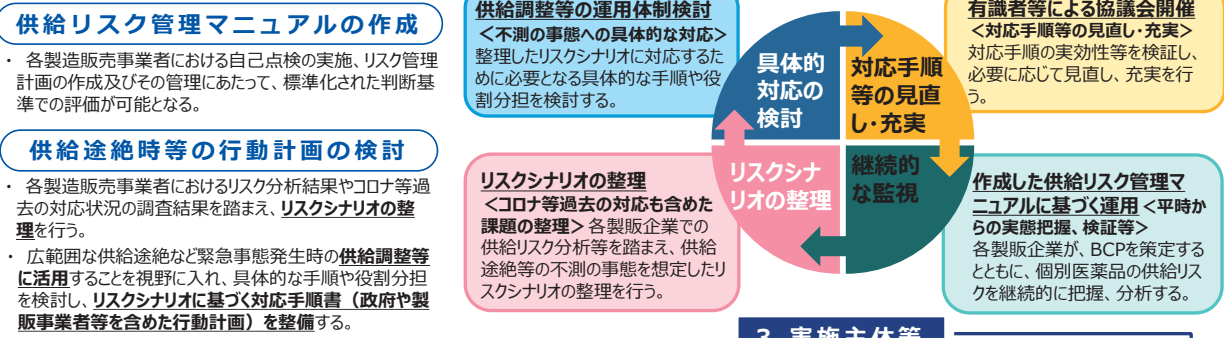 供給リスク管理マニュアルの作成
・ 各製造販売事業者における自己点検の実施、リスク管理
計画の作成及びその管理にあたって、標準化された判断基
準での評価が可能となる。
供給途絶時等の行動計画の検討
・ 各製造販売事業者におけるリスク分析結果やコロナ等過
去の対応状況の調査結果を踏まえ、リスクシナリオの整
理を行う。
・ 広範囲な供給途絶など緊急事態発生時の供給調整等
に活用することを視野に入れ、具体的な手順や役割分担
を検討し、リスクシナリオに基づく対応手順書（政府や製
販事業者等を含めた行動計画）を整備する。
供給調整等の運用体制検討
＜不測の事態への具体的な対応＞
整理したリスクシナリオに対応するた
めに必要となる具体的な手順や役
割分担を検討する。
具体的
対応の
検討
対応手順
等の見直
し・充実
有識者等による協議会開催
＜対応手順等の見直し・充実＞
対応手順の実効性等を検証し、
必要に応じて見直し、充実を行
う。
リスクシナリオの整理
＜コロナ等過去の対応も含めた
課題の整理＞各製販企業での
供給リスク分析等を踏まえ、供給
途絶等の不測の事態を想定したリ
スクシナリオの整理を行う。
リスクシナ
リオの整理
継続的
な監視
作成した供給リスク管理マ
ニュアルに基づく運用＜平時か
らの実態把握、検証等＞
各製販企業が、BCPを策定する
とともに、個別医薬品の供給リス
クを継続的に把握、分析する。
3. 実施主体等